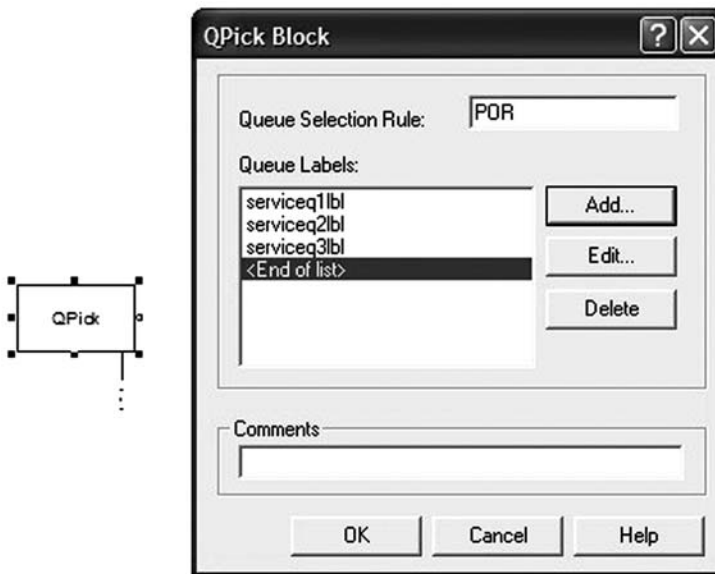 QPick Block
Queue Selection Rule: POR
Queue Labels:
serviceq1lbl
serviceq2lbl
serviceq3lbl
<End of list>
Add...
Edit...
Delete
QPick
Comments
OK Cancel Help